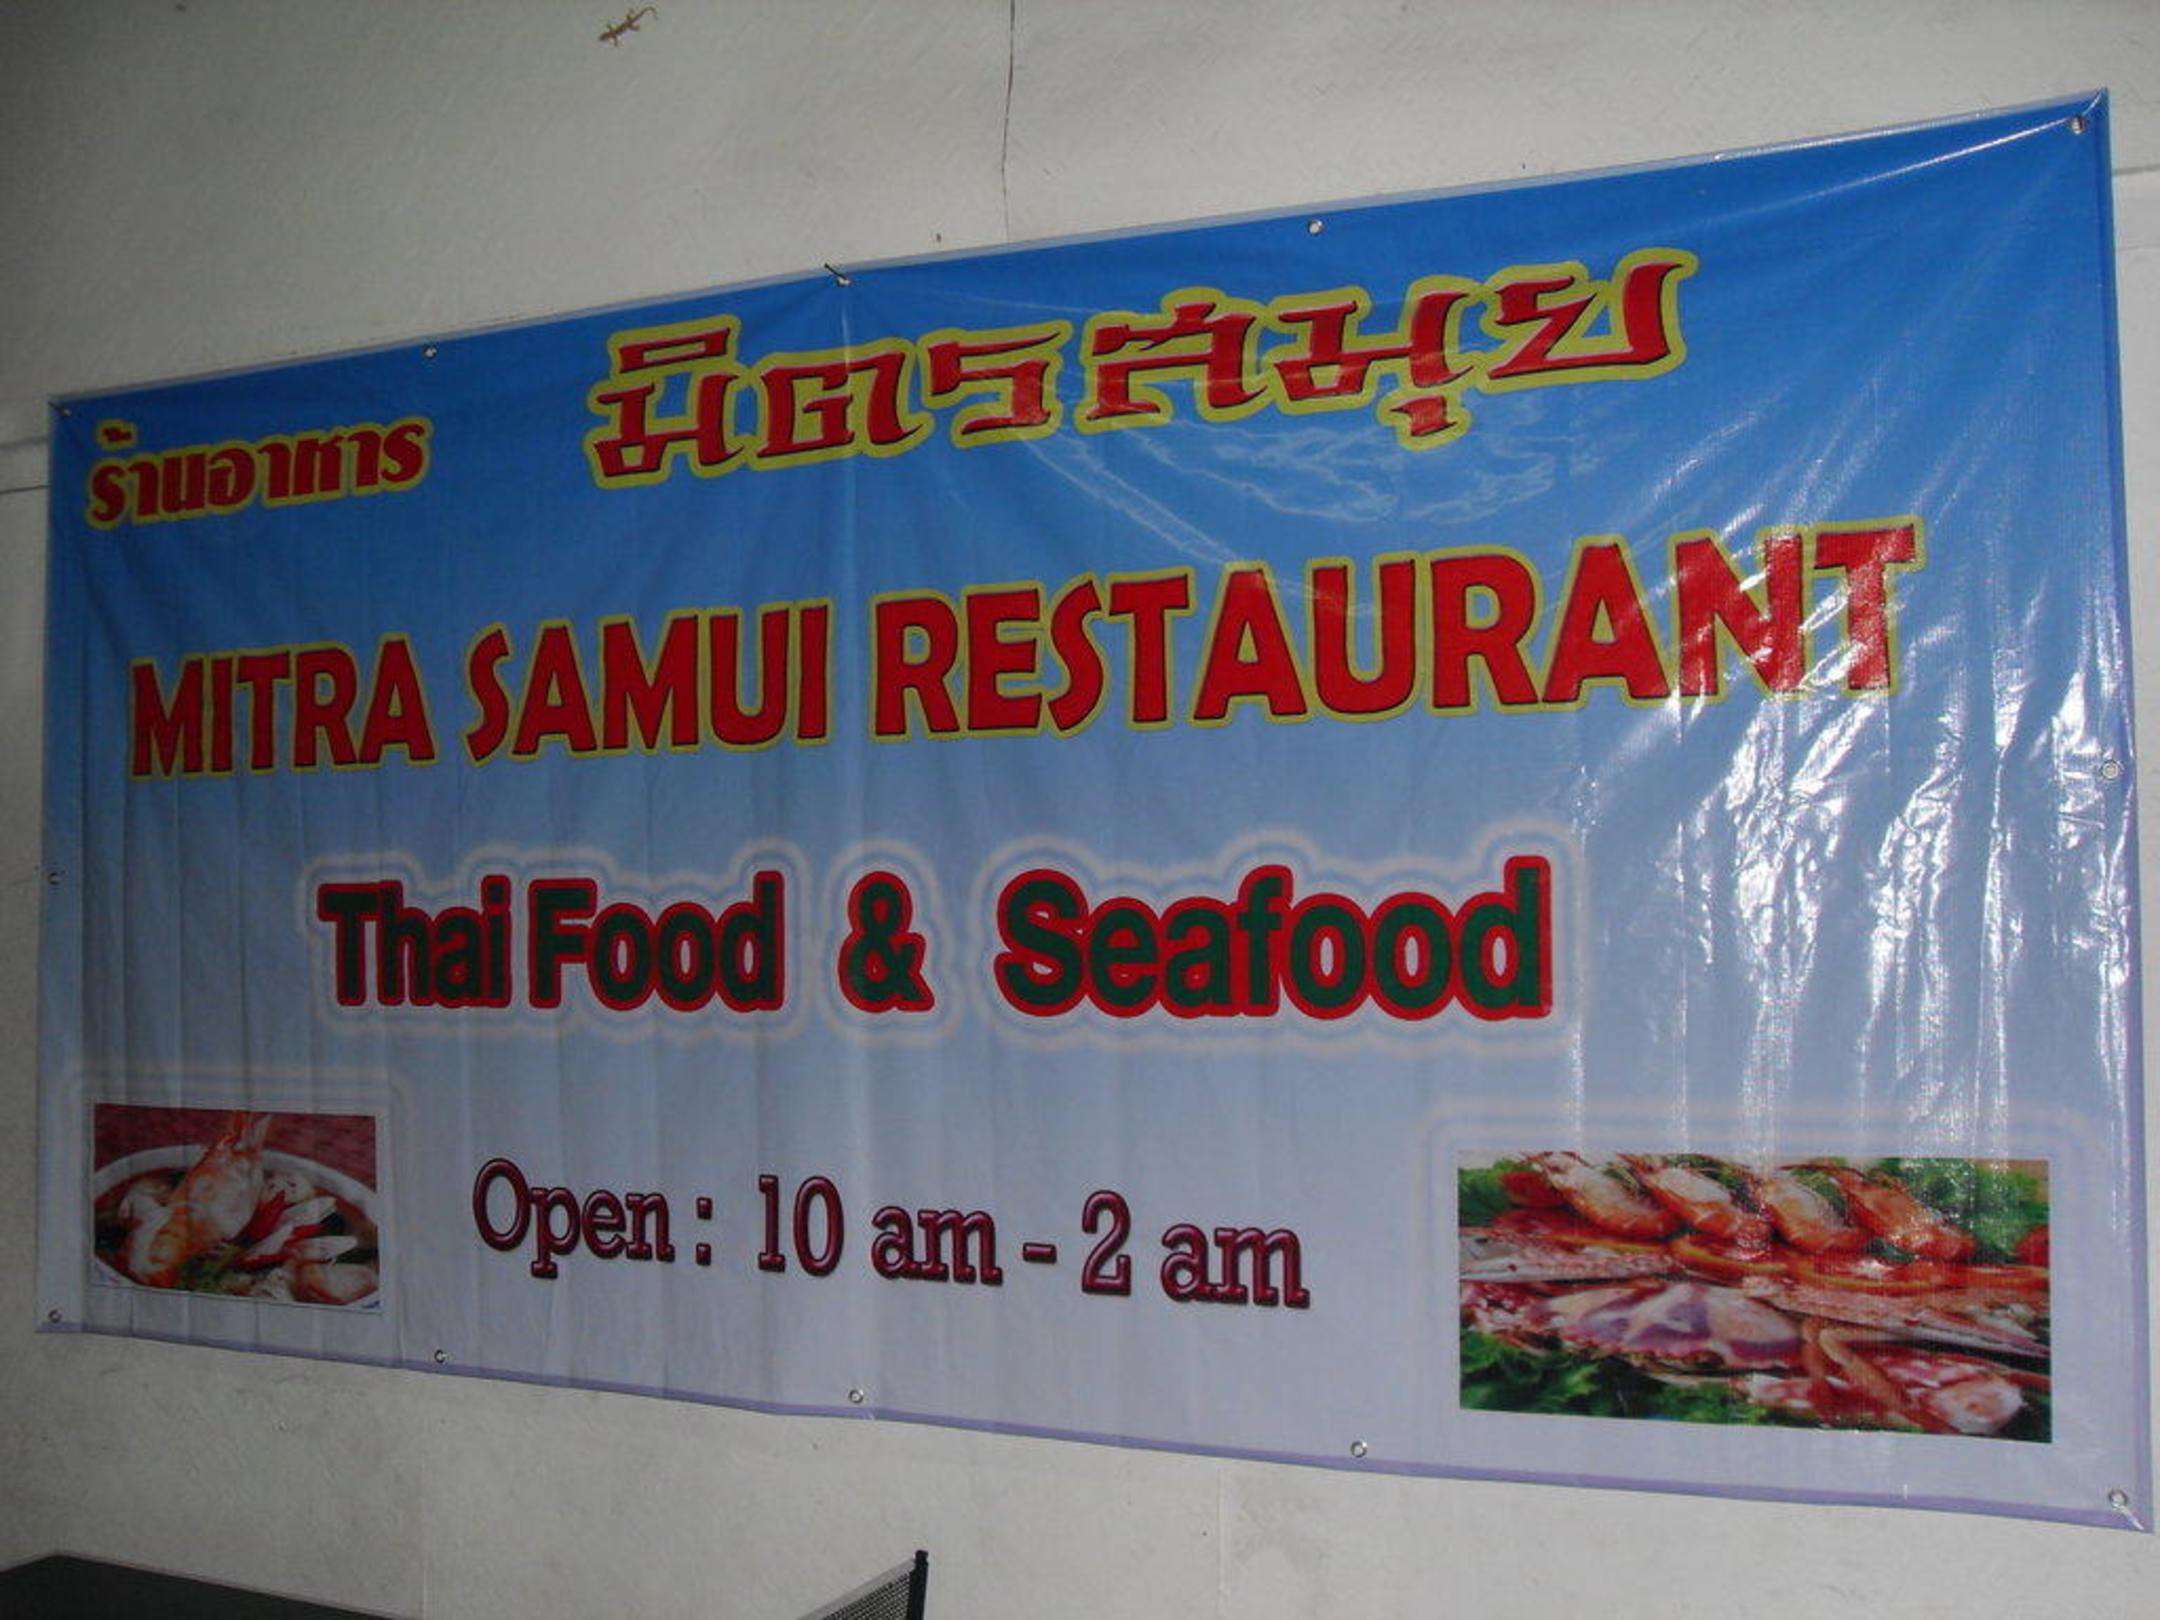 ร้านอาหาร มิตรสมุย
MITRA SAMUI RESTAURANT
Thai Food & Seafood
Open : 10 am - 2 am